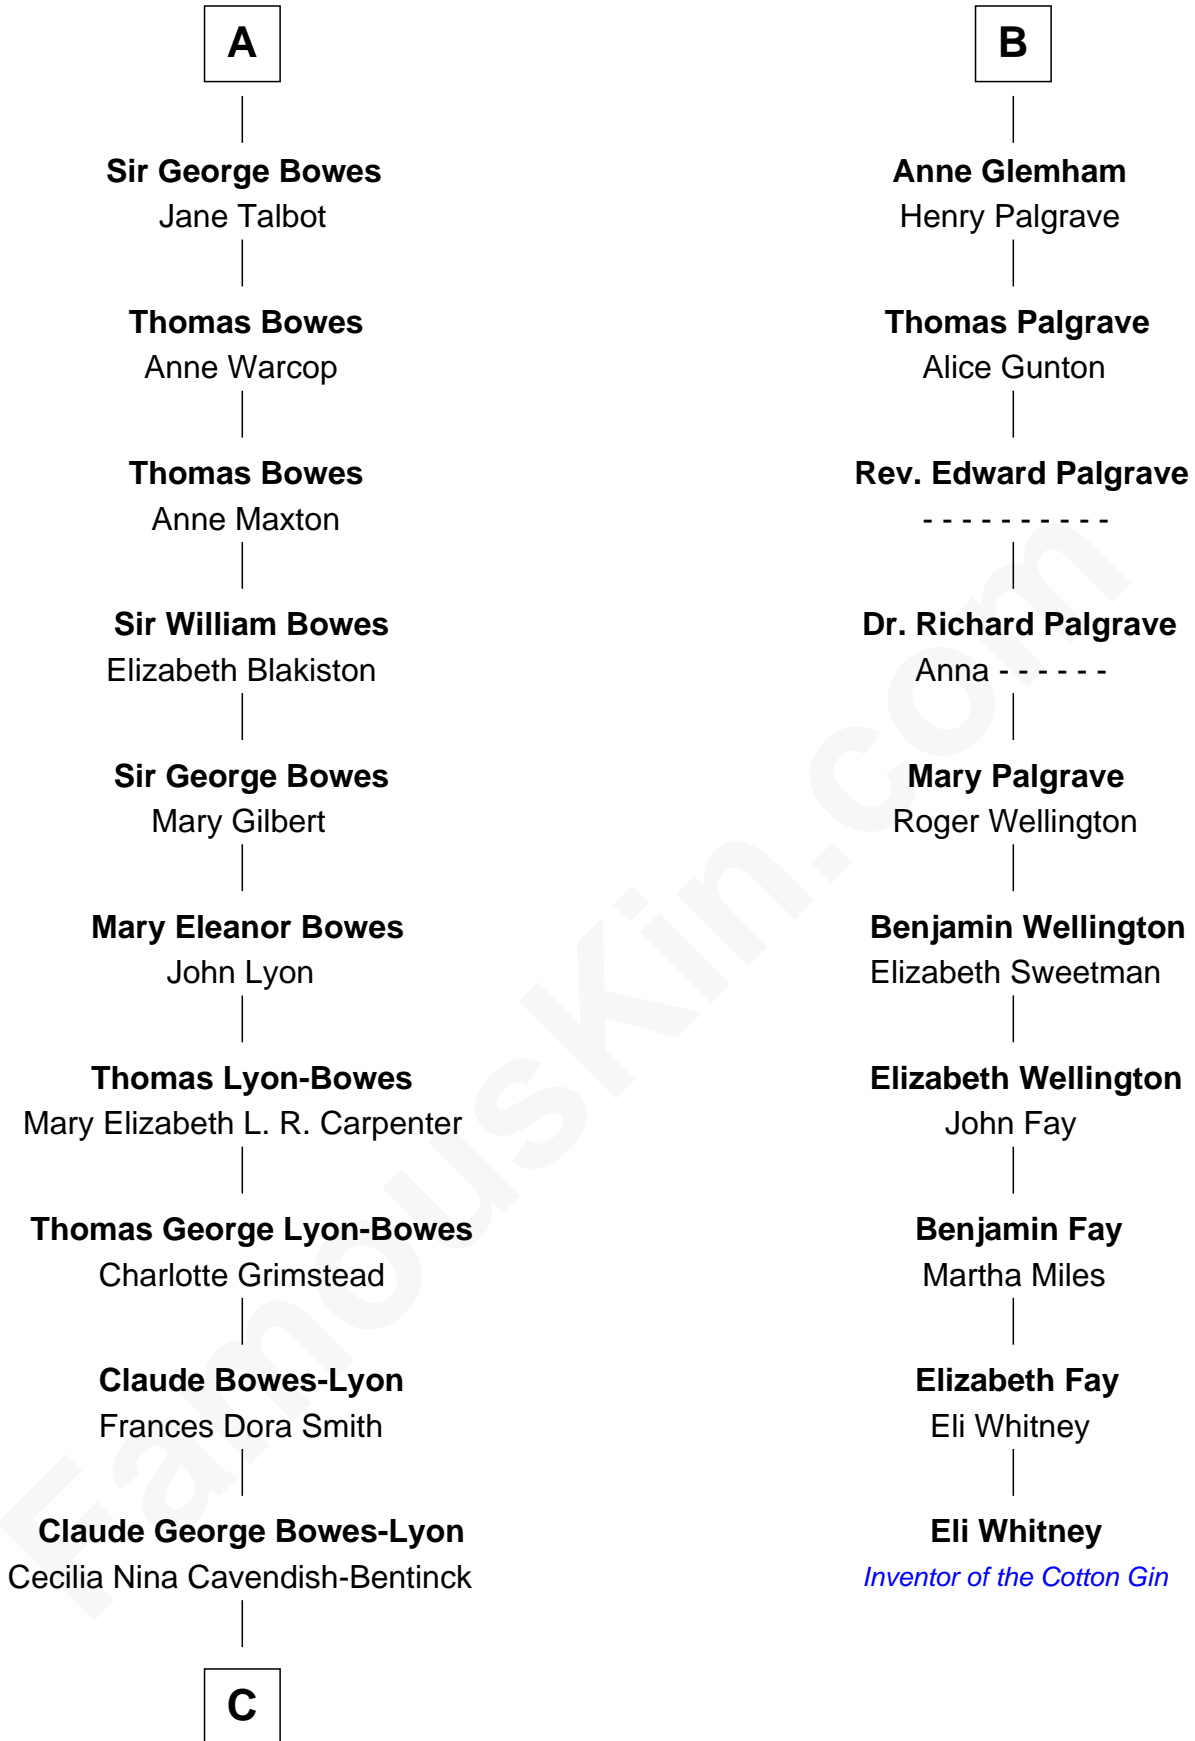 A
Sir George Bowes
Jane Talbot
Thomas Bowes
Anne Warcop
Thomas Bowes
Anne Maxton
Sir William Bowes
Elizabeth Blakiston
Sir George Bowes
Mary Gilbert
Mary Eleanor Bowes
John Lyon
Thomas Lyon-Bowes
Mary Elizabeth L. R. Carpenter
Thomas George Lyon-Bowes
Charlotte Grimstead
Claude Bowes-Lyon
Frances Dora Smith
Claude George Bowes-Lyon
Cecilia Nina Cavendish-Bentinck
C
B
Anne Glemham
Henry Palgrave
Thomas Palgrave
Alice Gunton
Rev. Edward Palgrave
- - - - - - - - - -
Dr. Richard Palgrave
Anna - - - - - -
Mary Palgrave
Roger Wellington
Benjamin Wellington
Elizabeth Sweetman
Elizabeth Wellington
John Fay
Benjamin Fay
Martha Miles
Elizabeth Fay
Eli Whitney
Eli Whitney
Inventor of the Cotton Gin
FamousKin.com